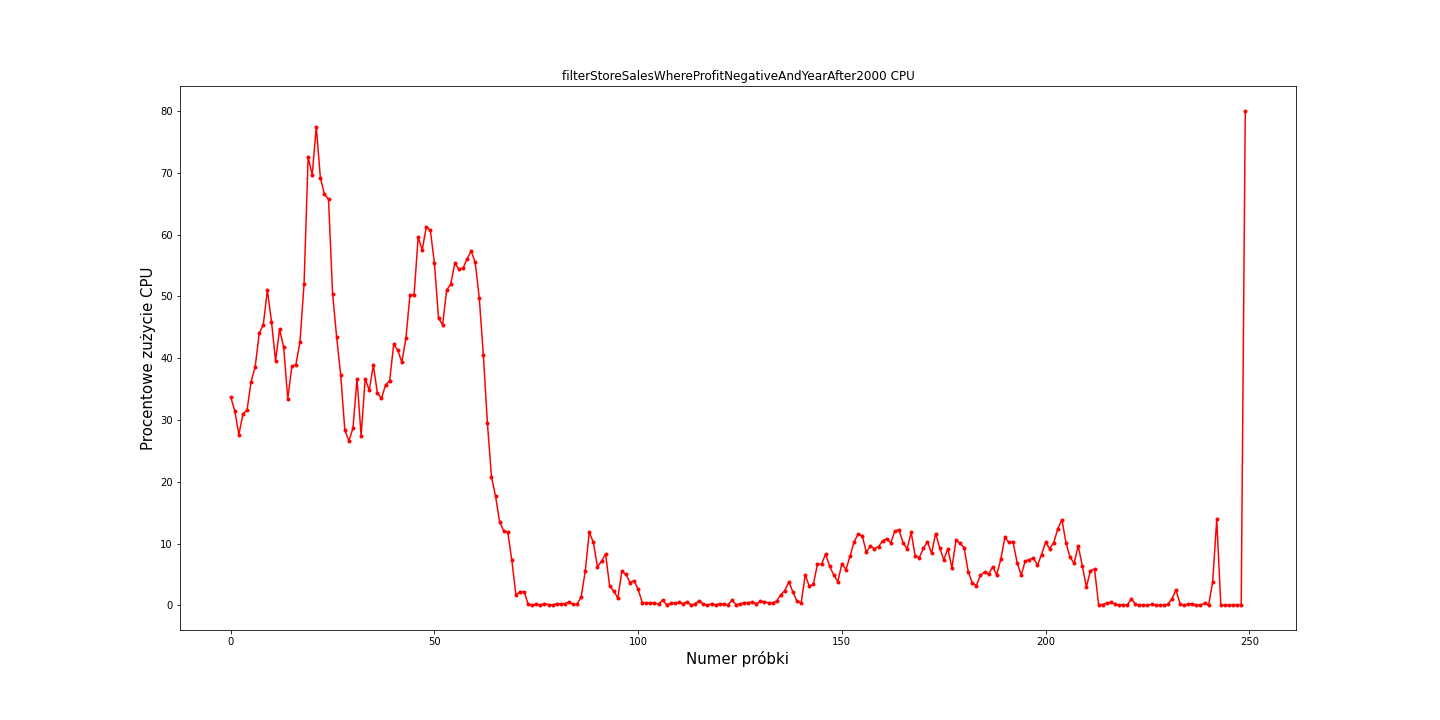 filterStoreSalesWhereProfitNegativeAndYearAfter2000 CPU
Procentowe zużycie CPU
80
70
60
50
40
30
20
10
0
0 50 100 150 200 250
Numer próbki